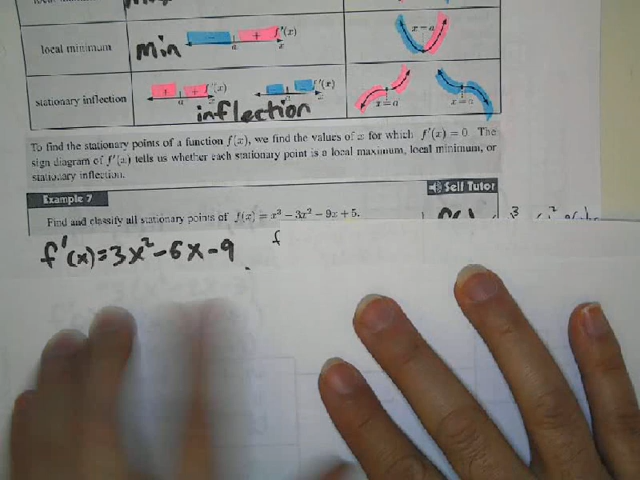 local minimum
min
− + f′(x)
a x
x = a
stationary inflection
+ + f′(x)
a x
− − f′(x)
a x
inflection
x = a
x = a
To find the stationary points of a function f(x), we find the values of x for which f′(x) = 0. The
sign diagram of f′(x) tells us whether each stationary point is a local maximum, local minimum, or
stationary inflection.
Example 7
Self Tutor
Find and classify all stationary points of f(x) = x³ − 3x² − 9x + 5.
f′(x)=3x²−6x−9
f